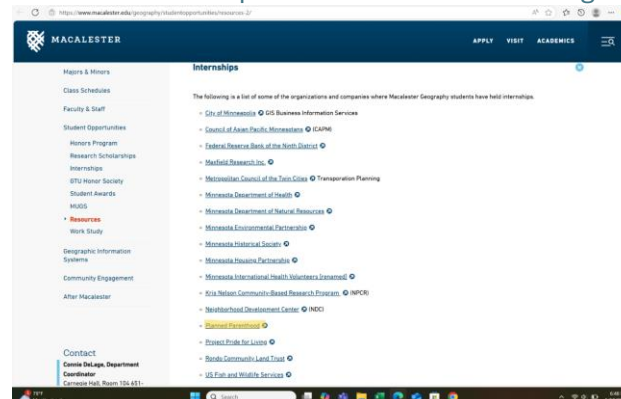 https://www.macalester.edu/geography/studentopportunities/resources-2/
MACALESTER
APPLY VISIT ACADEMICS
Majors & Minors
Class Schedules
Faculty & Staff
Student Opportunities
Honors Program
Research Scholarships
Internships
GTU Honor Society
Student Awards
MUGS
Resources
Work Study
Geographic Information
Systems
Community Engagement
After Macalester
Contact
Connie DeLage, Department
Coordinator
Carnegie Hall, Room 104 651-
Internships
The following is a list of some of the organizations and companies where Macalester Geography students have held internships.
City of Minneapolis GIS Business Information Services
Council of Asian Pacific Minnesotans (CAPM)
Federal Reserve Bank of the Ninth District
Maxfield Research Inc.
Metropolitan Council of the Twin Cities Transporation Planning
Minnesota Department of Health
Minnesota Department of Natural Resources
Minnesota Environmental Partnership
Minnesota Historical Society
Minnesota Housing Partnership
Minnesota International Health Volunteers (renamed)
Kris Nelson Community-Based Research Program (NPCR)
Neighborhood Development Center (NDC)
Planned Parenthood
Project Pride for Living
Rondo Community Land Trust
US Fish and Wildlife Services
Search